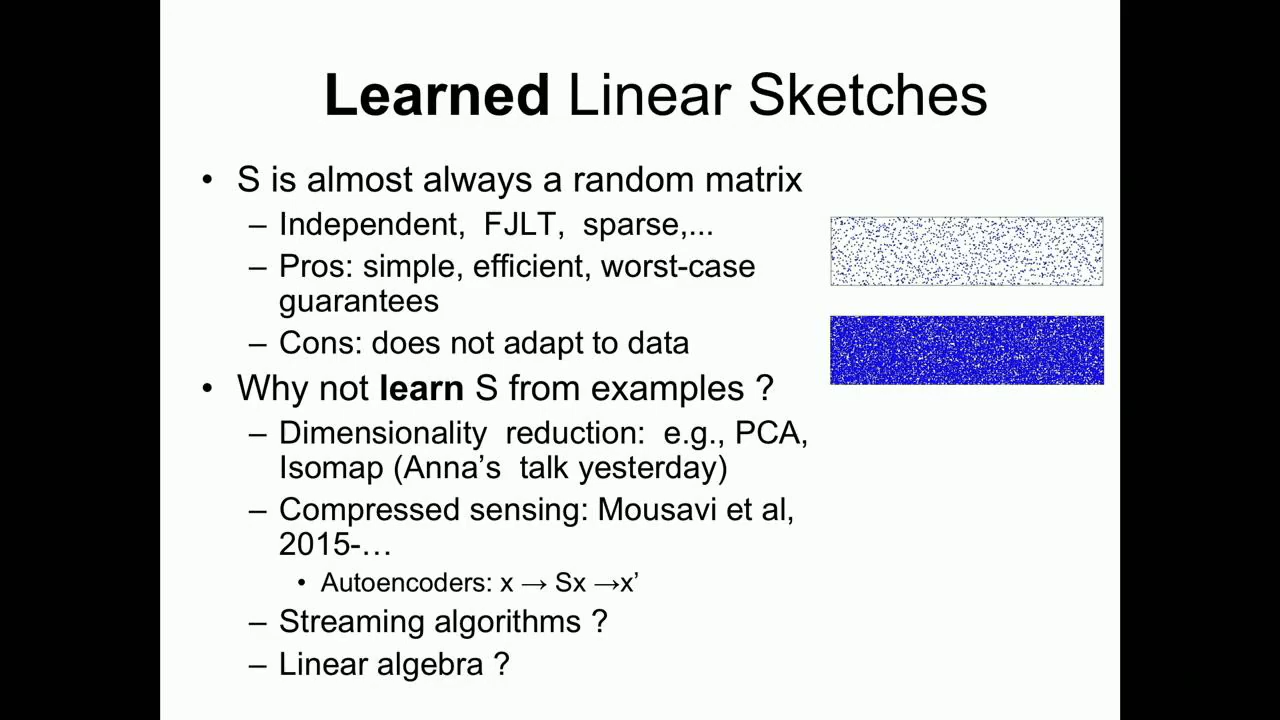 Learned Linear Sketches
• S is almost always a random matrix
– Independent, FJLT, sparse,...
– Pros: simple, efficient, worst-case
guarantees
– Cons: does not adapt to data
• Why not learn S from examples ?
– Dimensionality reduction: e.g., PCA,
Isomap (Anna’s talk yesterday)
– Compressed sensing: Mousavi et al,
2015-…
• Autoencoders: x → Sx →x’
– Streaming algorithms ?
– Linear algebra ?